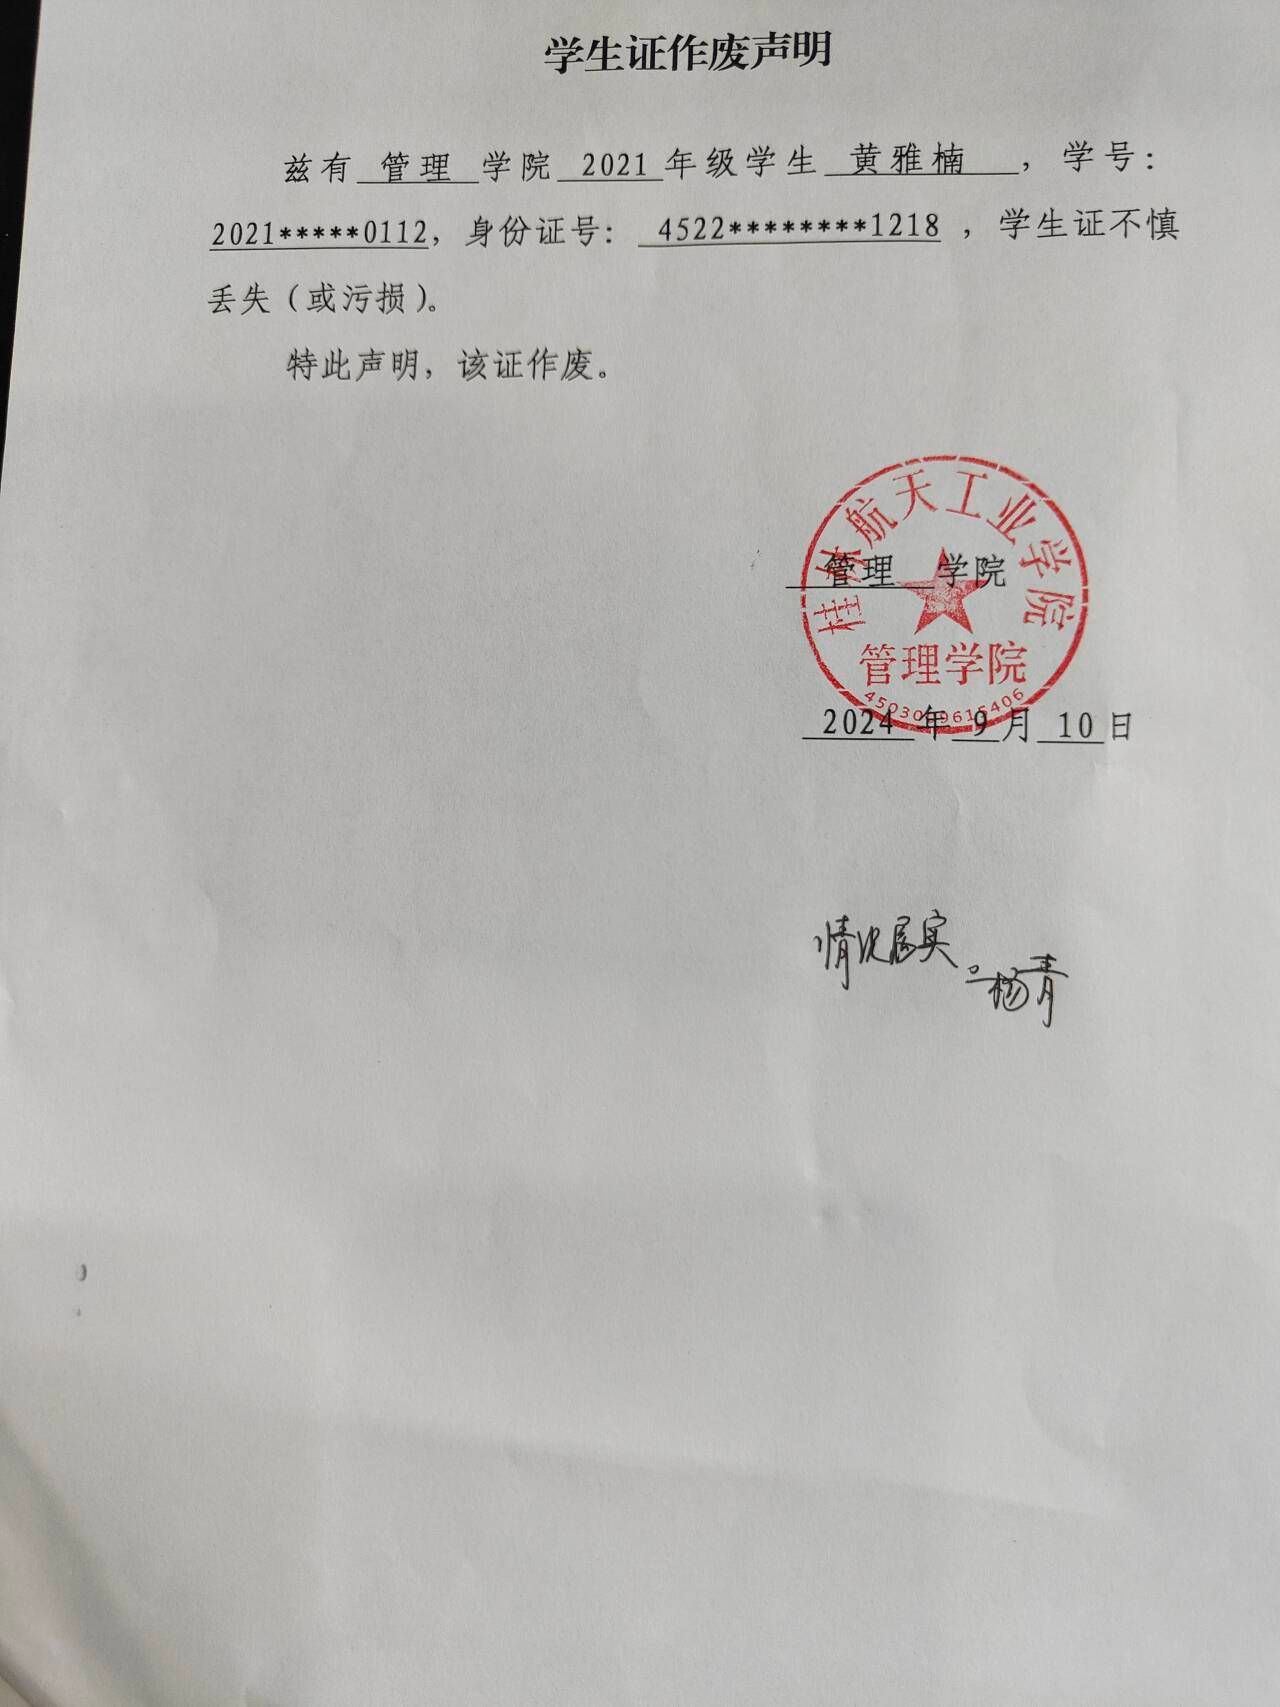 学生证作废声明
兹有 管理 学院 2021 年级学生 黄雅楠 ，学号：
2021*****0112，身份证号： 4522********1218 ，学生证不慎
丢失（或污损）。
特此声明，该证作废。
桂林航天工业学院
管理 学院
管理学院
2024 年 9 月 10 日
情况属实。
杨青